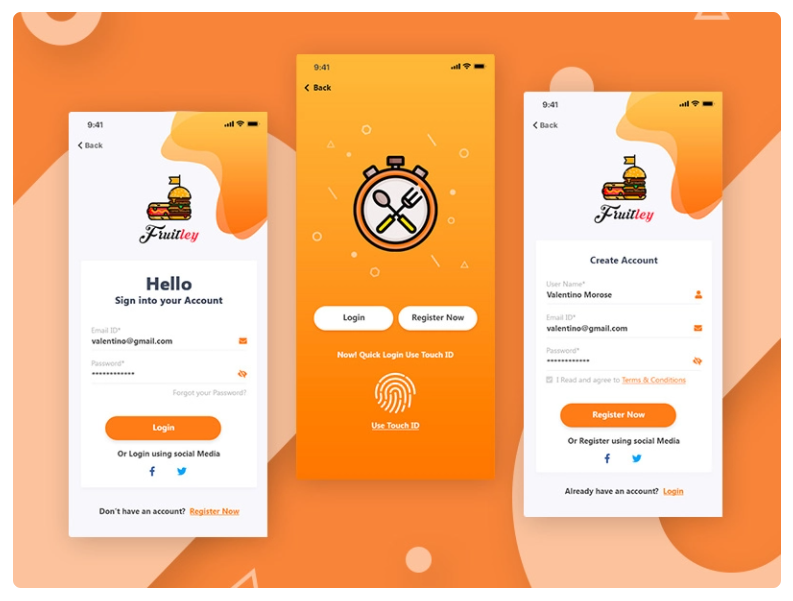 9:41
Back
Fruitley
Hello
Sign into your Account
Email ID*
valentino@gmail.com
Password*
************
Forgot your Password?
Login
Or Login using social Media
Don't have an account? Register Now
9:41
Back
Login
Register Now
Now! Quick Login Use Touch ID
Use Touch ID
9:41
Back
Fruitley
Create Account
User Name*
Valentino Morose
Email ID*
valentino@gmail.com
Password*
************
I Read and agree to Terms & Conditions
Register Now
Or Register using social Media
Already have an account? Login